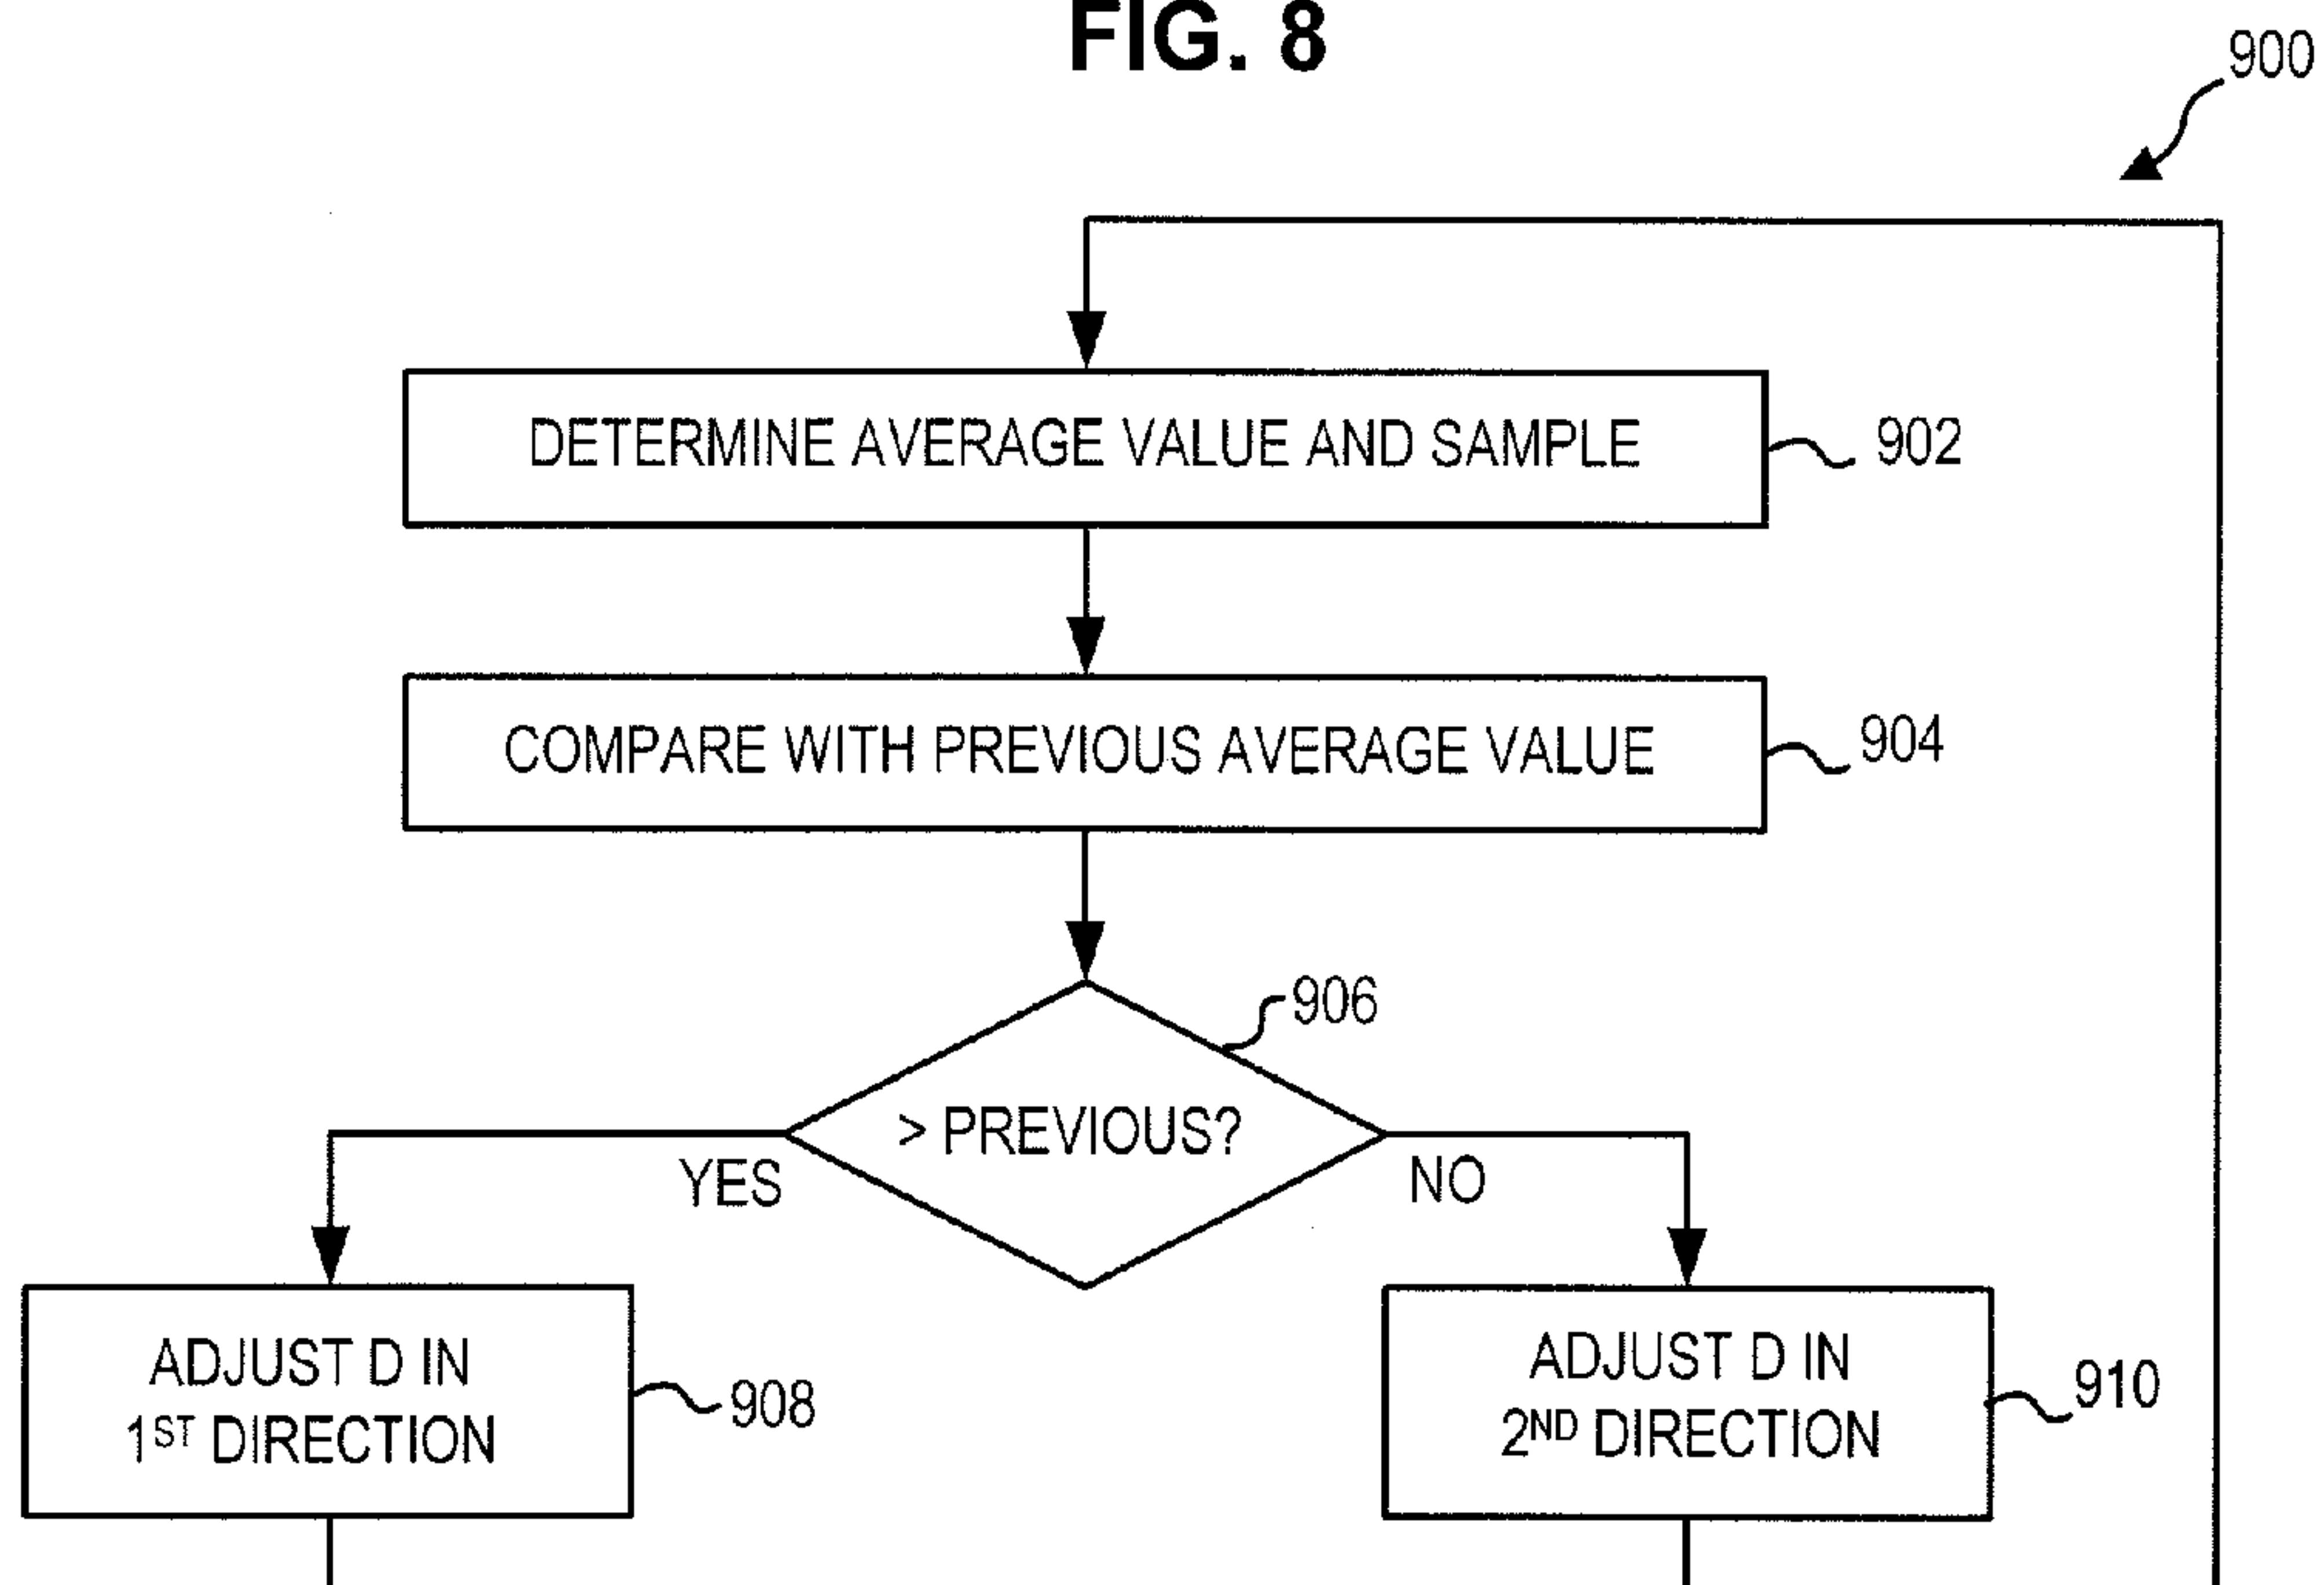 FIG. 8
900
DETERMINE AVERAGE VALUE AND SAMPLE
902
COMPARE WITH PREVIOUS AVERAGE VALUE
904
906
> PREVIOUS?
YES
NO
ADJUST D IN
1ST DIRECTION
908
ADJUST D IN
2ND DIRECTION
910